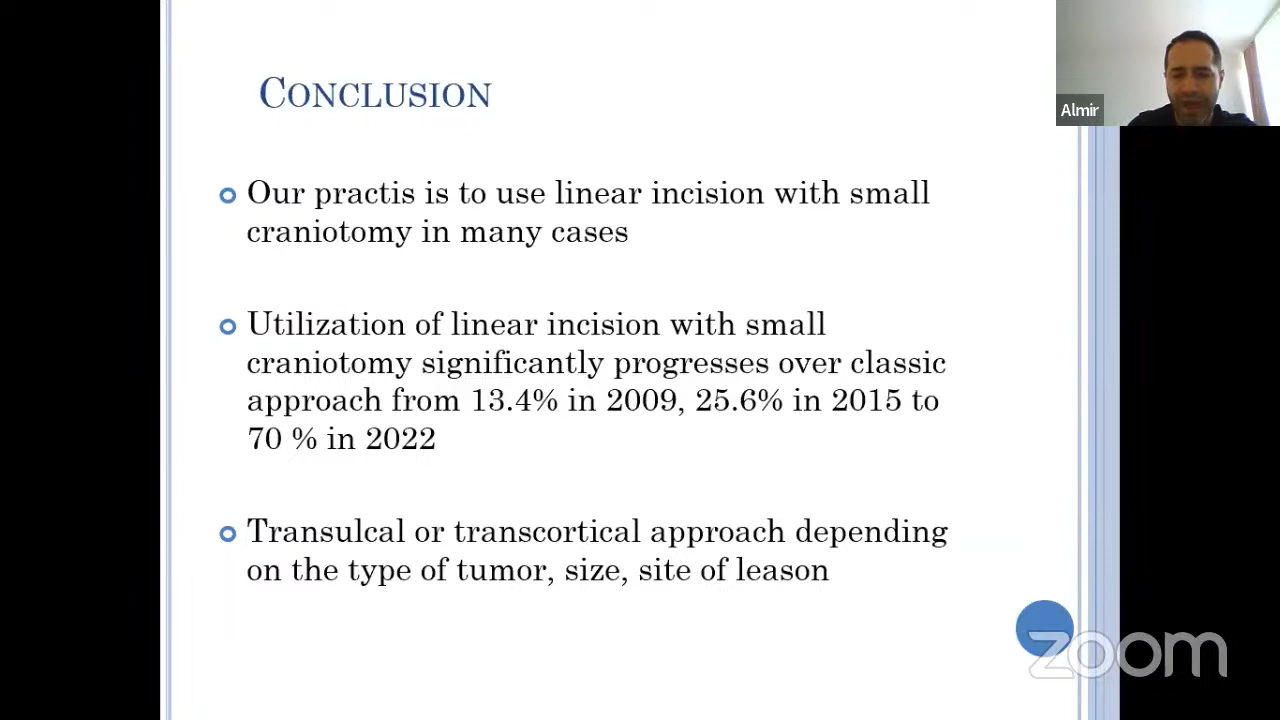 Conclusion
Almir
Our practis is to use linear incision with small
craniotomy in many cases
Utilization of linear incision with small
craniotomy significantly progresses over classic
approach from 13.4% in 2009, 25.6% in 2015 to
70 % in 2022
Transulcal or transcortical approach depending
on the type of tumor, size, site of leason
zoom